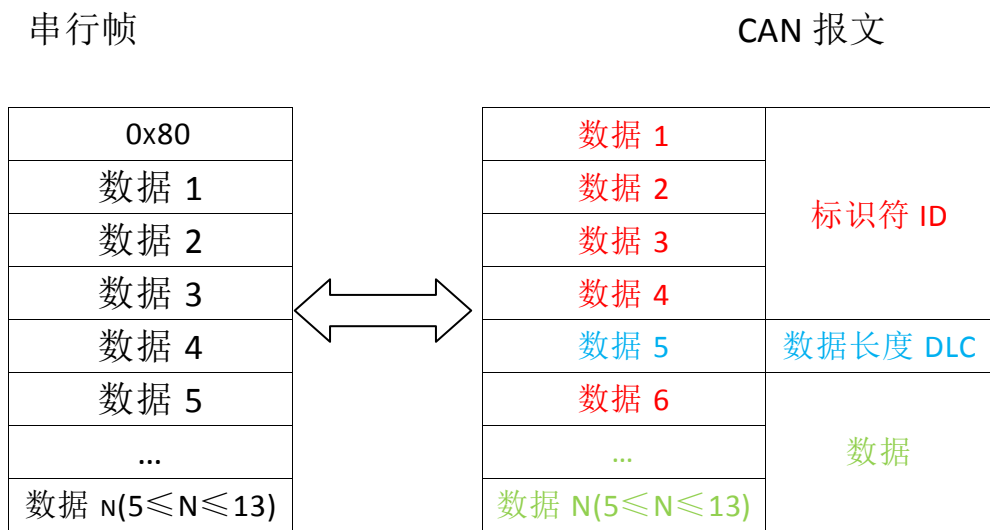 串行帧
CAN 报文
0x80
数据 1
数据 2
数据 3
数据 4
数据 5
...
数据 N(5≤N≤13)
数据 1
数据 2
数据 3
数据 4
标识符 ID
数据 5
数据长度 DLC
数据 6
...
数据 N(5≤N≤13)
数据